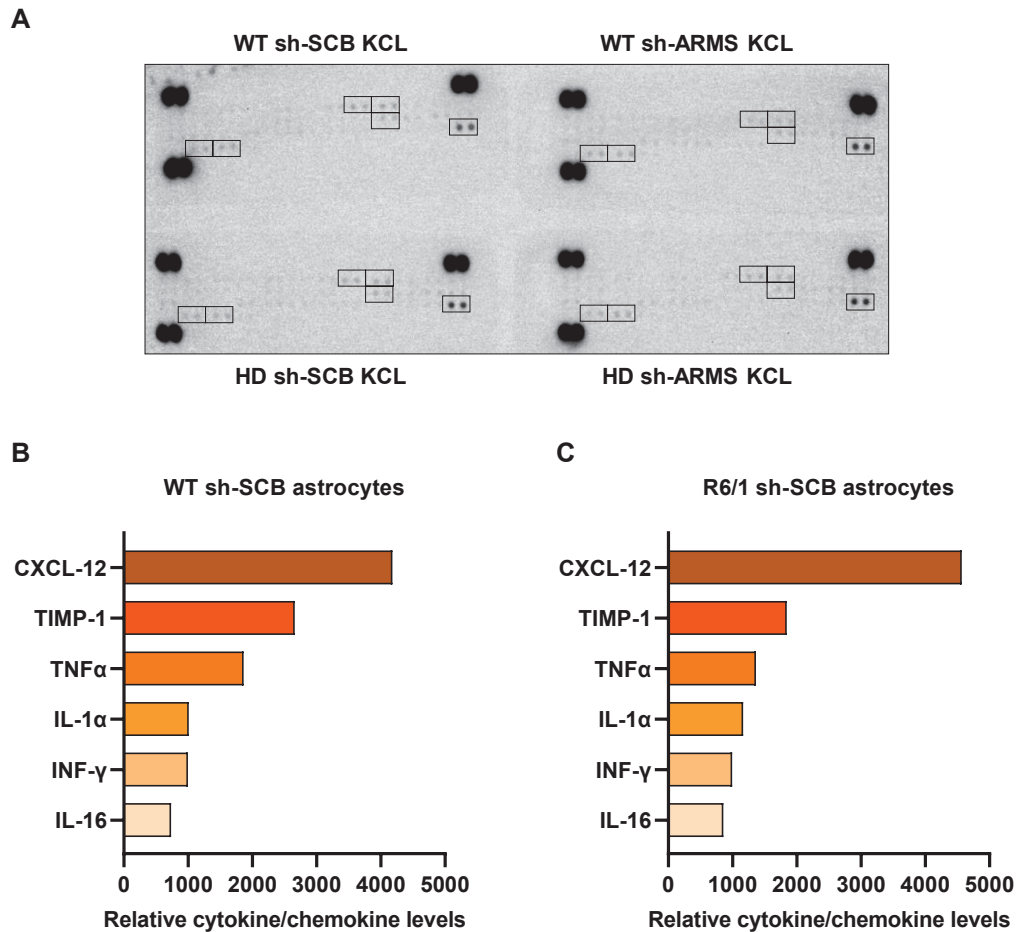 A
WT sh-SCB KCL
WT sh-ARMS KCL
HD sh-SCB KCL
HD sh-ARMS KCL
B
WT sh-SCB astrocytes
CXCL-12
TIMP-1
TNFα
IL-1α
INF-γ
IL-16
0 1000 2000 3000 4000 5000
Relative cytokine/chemokine levels
C
R6/1 sh-SCB astrocytes
CXCL-12
TIMP-1
TNFα
IL-1α
INF-γ
IL-16
0 1000 2000 3000 4000 5000
Relative cytokine/chemokine levels